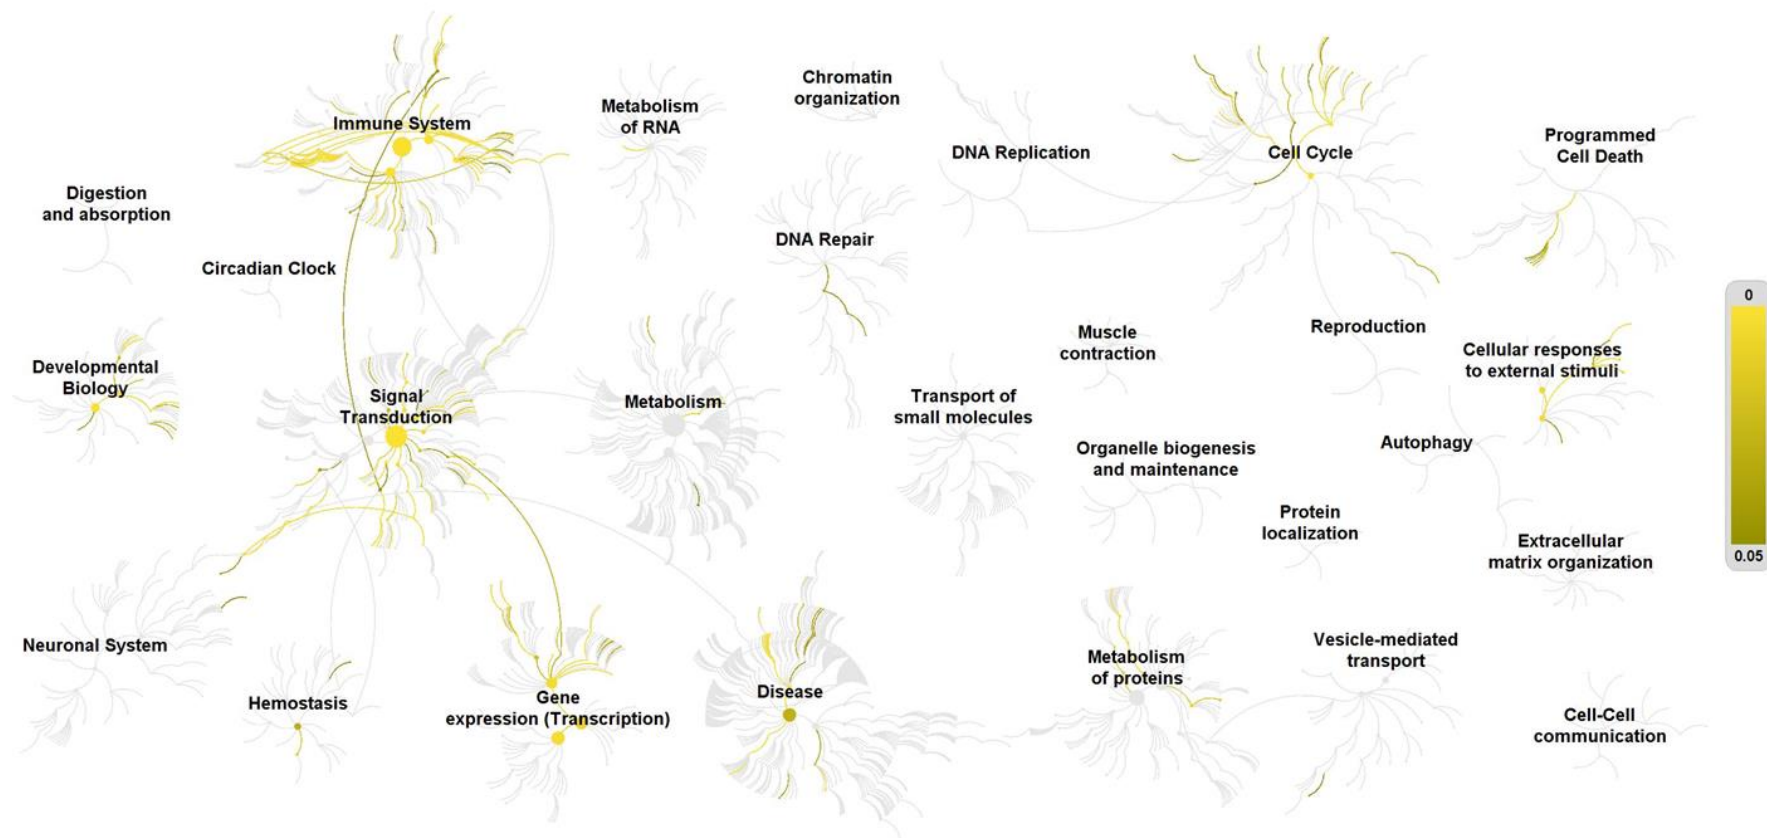 Chromatin
organization
Metabolism
of RNA
Immune System
DNA Replication
Cell Cycle
Programmed
Cell Death
Digestion
and absorption
DNA Repair
Circadian Clock
0
Muscle
contraction
Reproduction
Cellular responses
to external stimuli
Developmental
Biology
Signal
Transduction
Metabolism
Transport of
small molecules
Autophagy
Organelle biogenesis
and maintenance
Protein
localization
Extracellular
matrix organization
0.05
Neuronal System
Vesicle-mediated
transport
Metabolism
of proteins
Hemostasis
Gene
expression (Transcription)
Disease
Cell-Cell
communication